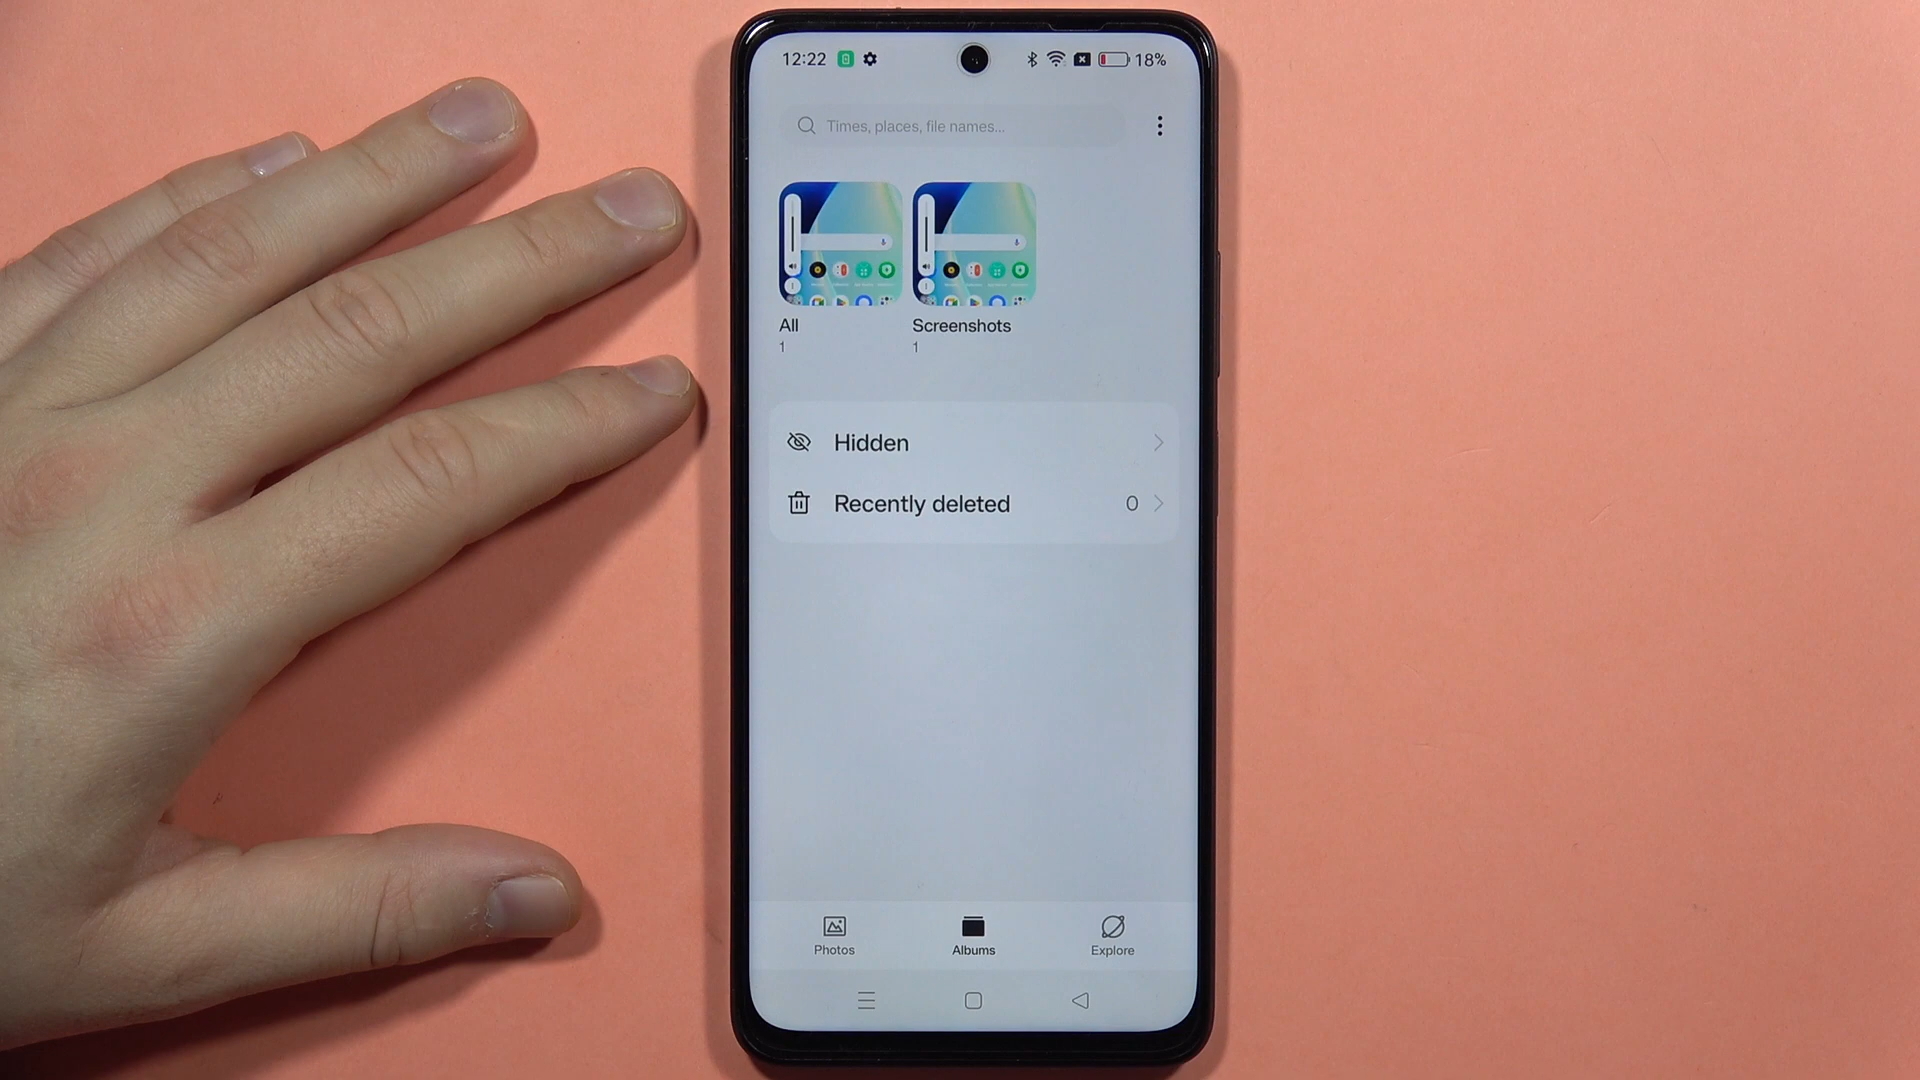 12:22
18%
Times, places, file names...
All
Screenshots
1
1
Hidden
Recently deleted
0
Photos
Albums
Explore